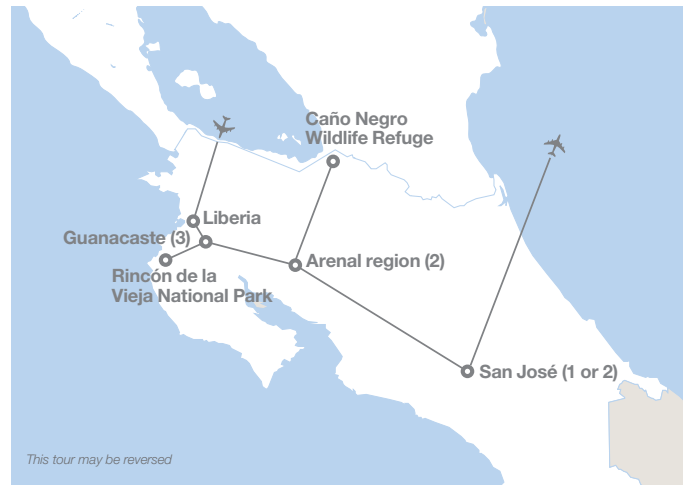 Caño Negro
Wildlife Refuge
Liberia
Guanacaste (3)
Arenal region (2)
Rincón de la
Vieja National Park
San José (1 or 2)
This tour may be reversed